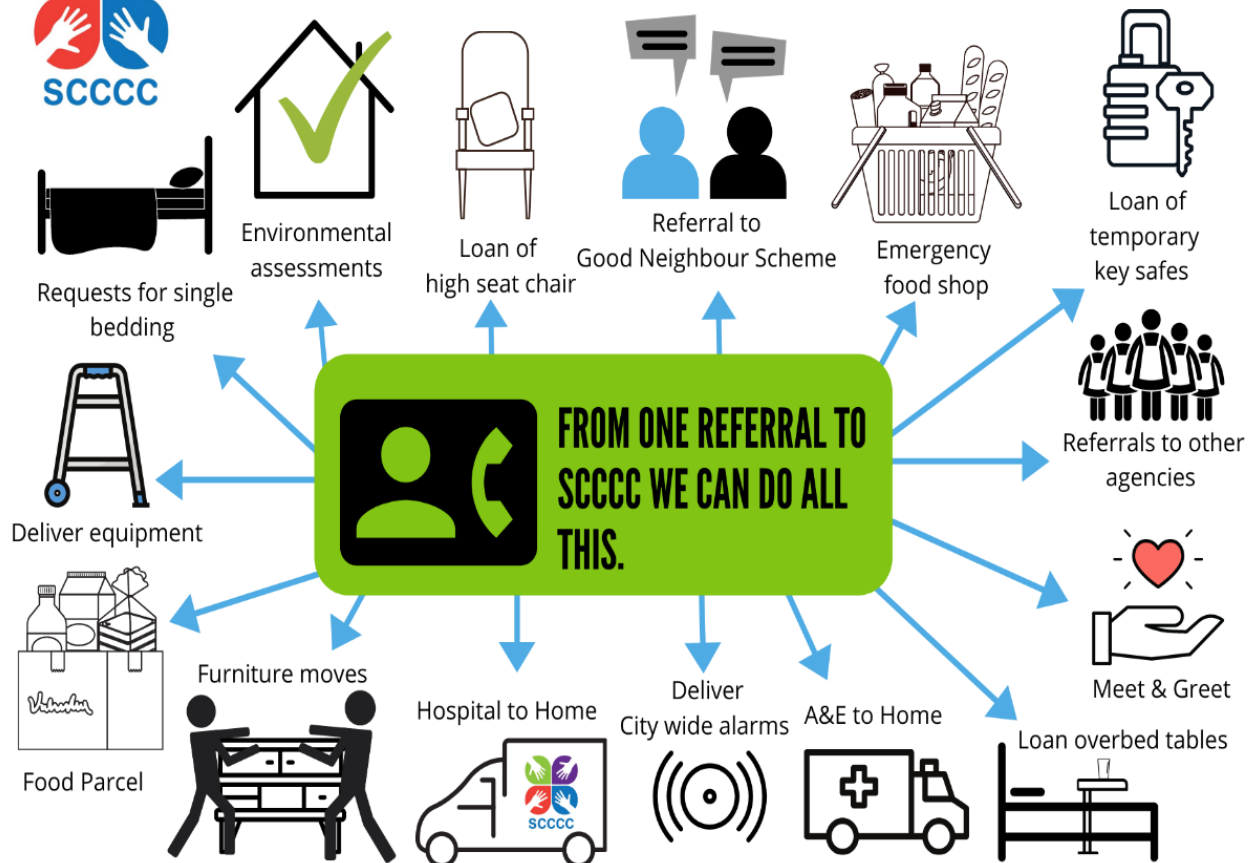 SCCCC
Environmental
assessments
Loan of
high seat chair
Referral to
Good Neighbour Scheme
Emergency
food shop
Loan of
temporary
key safes
Requests for single
bedding
Referrals to other
agencies
FROM ONE REFERRAL TO
SCCCC WE CAN DO ALL
THIS.
Deliver equipment
Meet & Greet
Food Parcel
Furniture moves
Hospital to Home
SCCCC
Deliver
City wide alarms
A&E to Home
Loan overbed tables